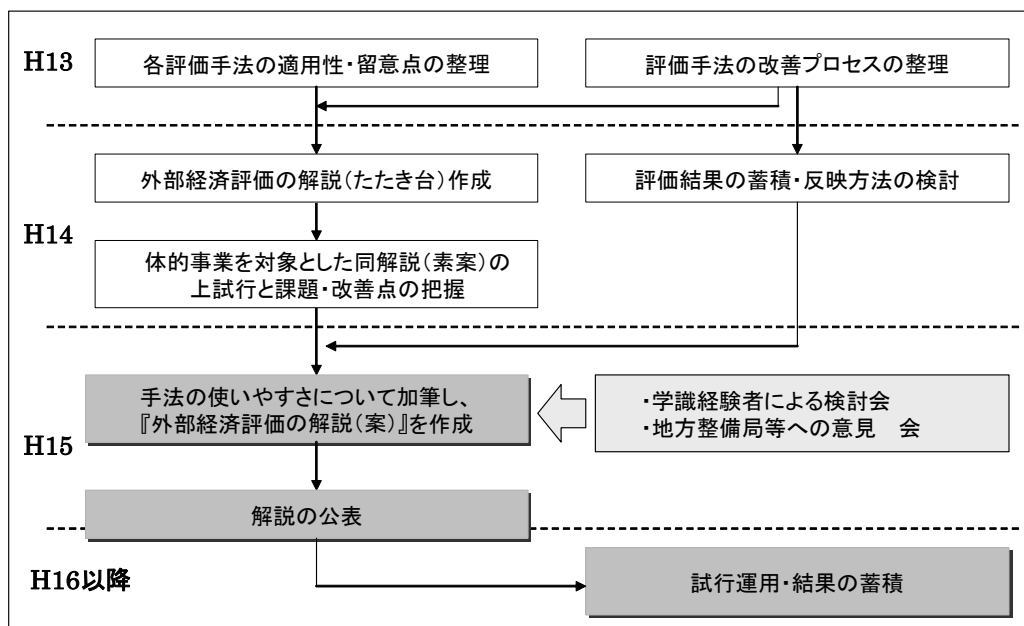 H13
各評価手法の適用性・留意点の整理
評価手法の改善プロセスの整理
H14
外部経済評価の解説(たたき台)作成
評価結果の蓄積・反映方法の検討
体的事業を対象とした同解説(素案)の
上試行と課題・改善点の把握
H15
手法の使いやすさについて加筆し、
『外部経済評価の解説(案)』を作成
・学識経験者による検討会
・地方整備局等への意見　会
解説の公表
H16以降
試行運用・結果の蓄積